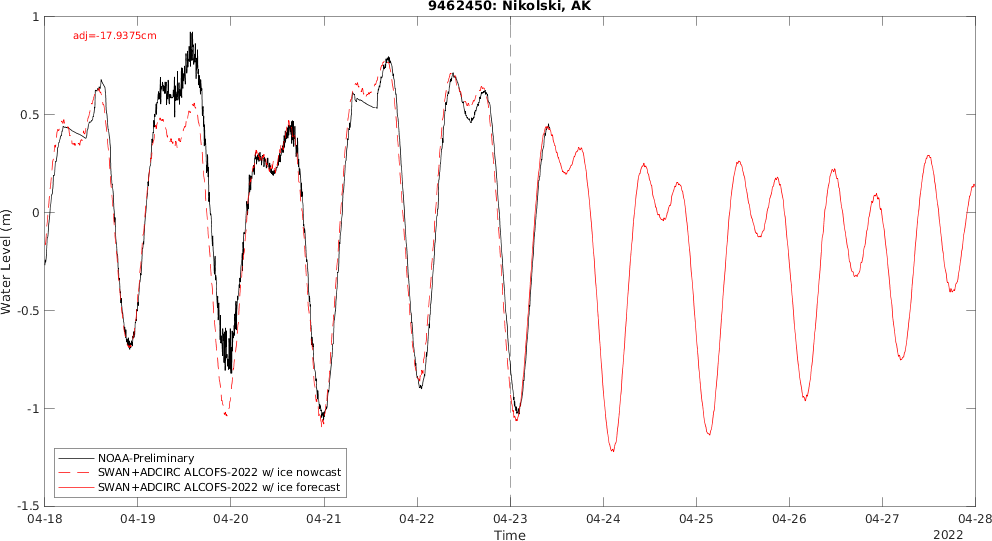 9462450: Nikolski, AK
adj=-17.9375cm
1
0.5
0
-0.5
-1
-1.5
Water Level (m)
NOAA-Preliminary
SWAN+ADCIRC ALCOFS-2022 w/ ice nowcast
SWAN+ADCIRC ALCOFS-2022 w/ ice forecast
04-18 04-19 04-20 04-21 04-22 04-23 04-24 04-25 04-26 04-27 04-28
Time
2022